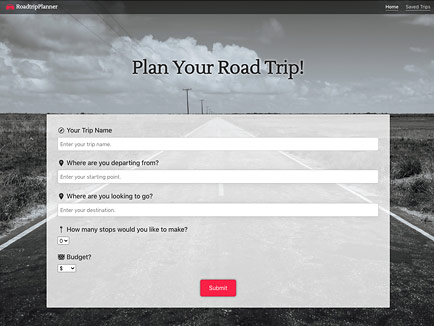 RoadtripPlanner
Home
Saved Trips
Plan Your Road Trip!
Your Trip Name
Enter your trip name.
Where are you departing from?
Enter your starting point.
Where are you looking to go?
Enter your destination.
How many stops would you like to make?
0
Budget?
$
Submit